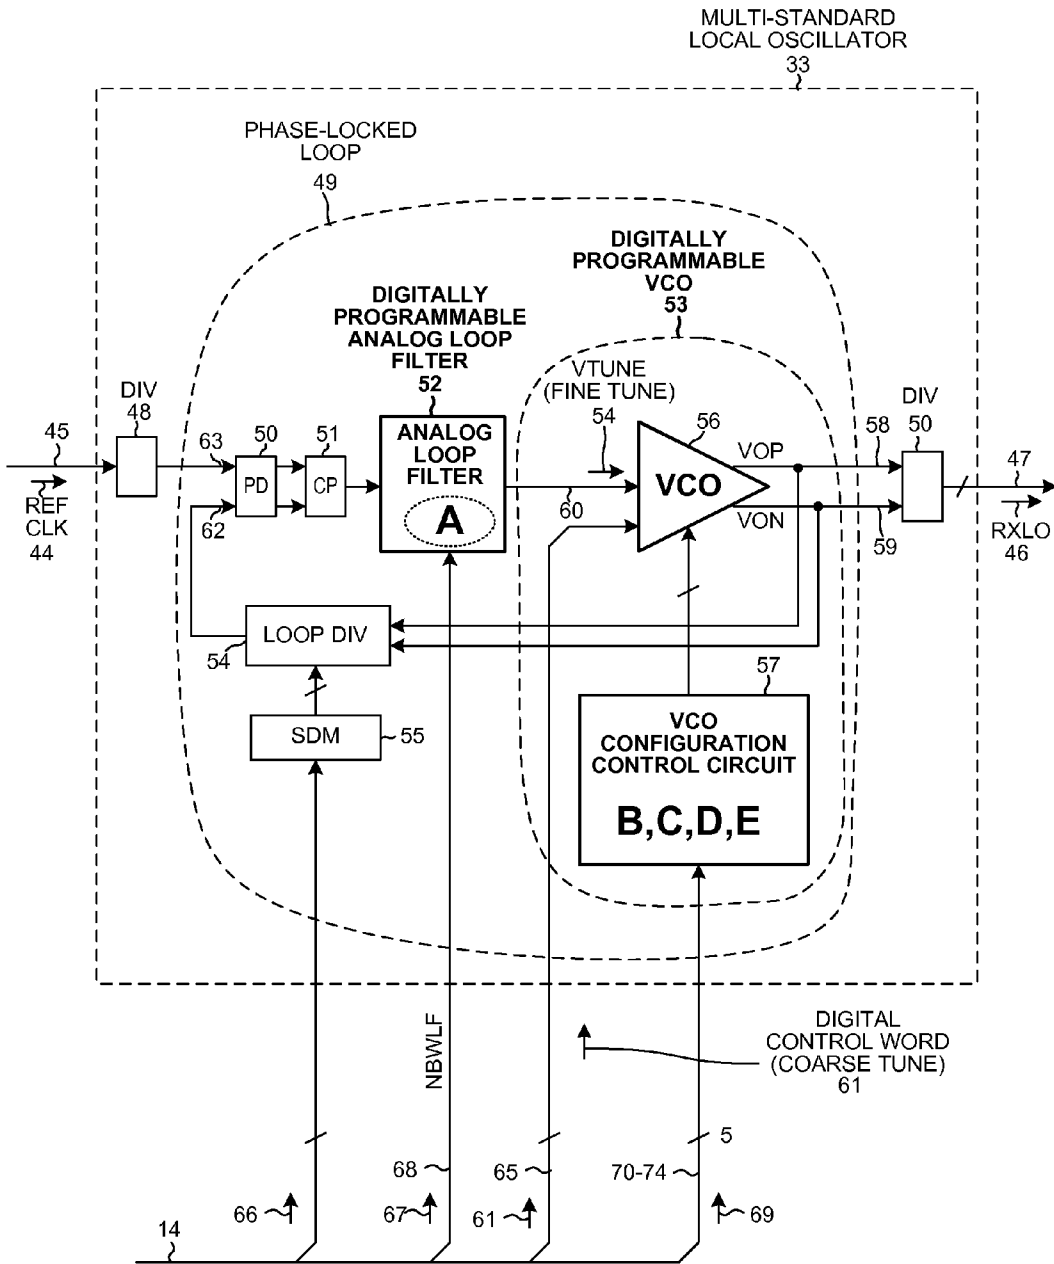 MULTI-STANDARD
LOCAL OSCILLATOR
33
PHASE-LOCKED
LOOP
49
DIGITALLY
PROGRAMMABLE
VCO
53
DIGITALLY
PROGRAMMABLE
ANALOG LOOP
FILTER
52
VTUNE
(FINE TUNE)
54
DIV
48
45
REF
CLK
44
63
50
PD
62
51
CP
ANALOG
LOOP
FILTER
A
60
56
VCO
VOP
VON
58
59
DIV
50
47
RXLO
46
LOOP DIV
54
SDM
55
57
VCO
CONFIGURATION
CONTROL CIRCUIT
B,C,D,E
NBWLF
DIGITAL
CONTROL WORD
(COARSE TUNE)
61
5
68
65
70-74
66
67
61
69
14